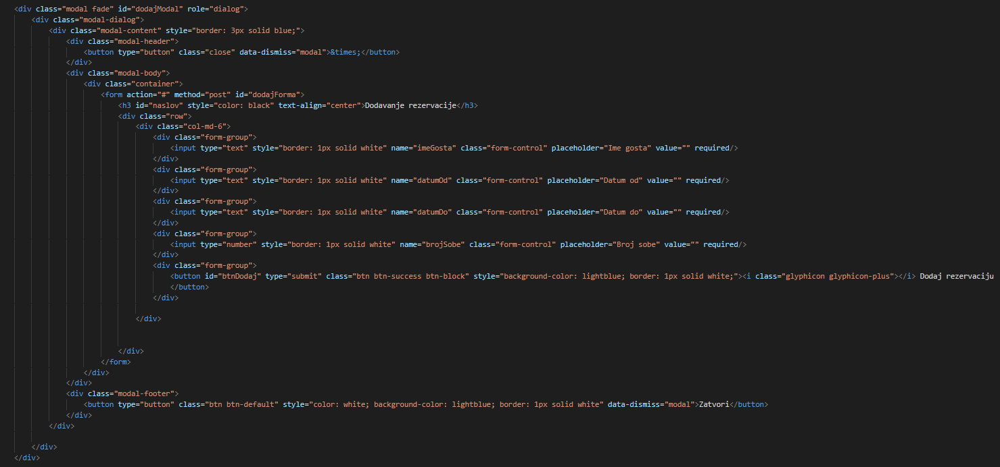 <div class="modal fade" id="dodajModal" role="dialog">
<div class="modal-dialog">
<div class="modal-content" style="border: 3px solid blue;">
<div class="modal-header">
<button type="button" class="close" data-dismiss="modal">&times;</button>
</div>
<div class="modal-body">
<div class="container">
<form action="#" method="post" id="dodajForma">
<h3 id="naslov" style="color: black" text-align="center">Dodavanje rezervacije</h3>
<div class="row">
<div class="col-md-6">
<div class="form-group">
<input type="text" style="border: 1px solid white" name="imeGosta" class="form-control" placeholder="Ime gosta" value="" required/>
</div>
<div class="form-group">
<input type="text" style="border: 1px solid white" name="datumOd" class="form-control" placeholder="Datum od" value="" required/>
</div>
<div class="form-group">
<input type="text" style="border: 1px solid white" name="datumDo" class="form-control" placeholder="Datum do" value="" required/>
</div>
<div class="form-group">
<input type="number" style="border: 1px solid white" name="brojSobe" class="form-control" placeholder="Broj sobe" value="" required/>
</div>
<div class="form-group">
<button id="btnDodaj" type="submit" class="btn btn-success btn-block" style="background-color: lightblue; border: 1px solid white;"><i class="glyphicon glyphicon-plus"></i> Dodaj rezervaciju
</button>
</div>
</div>
</div>
</form>
</div>
</div>
<div class="modal-footer">
<button type="button" class="btn btn-default" style="color: white; background-color: lightblue; border: 1px solid white" data-dismiss="modal">Zatvori</button>
</div>
</div>
</div>
</div>